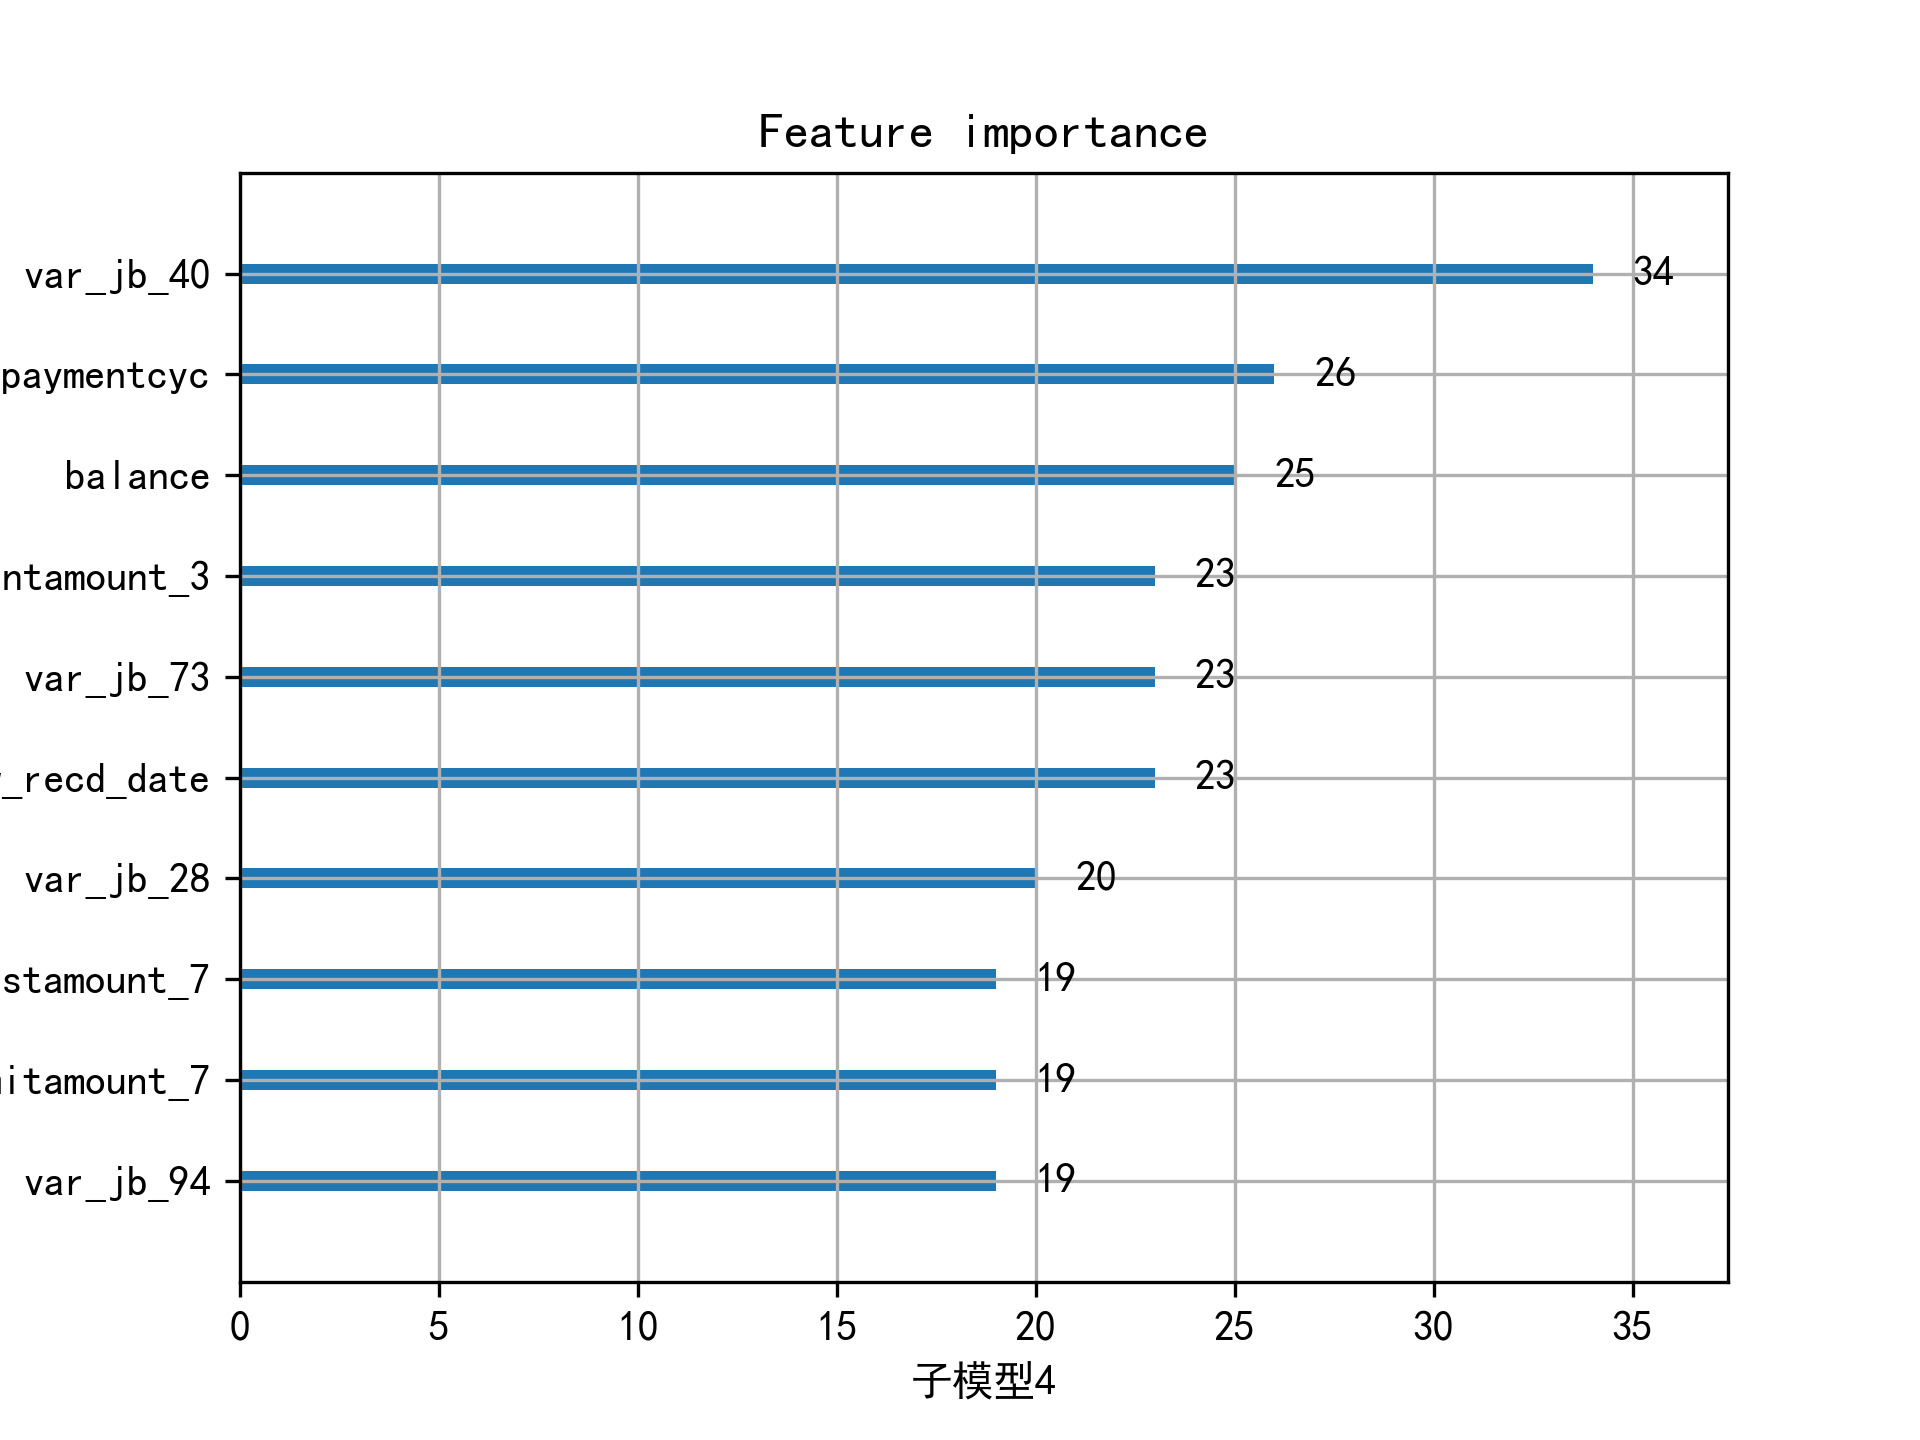 Feature importance
var_jb_40 34
paymentcyc 26
balance 25
ntamount_3 23
var_jb_73 23
_recd_date 23
var_jb_28 20
stamount_7 19
itamount_7 19
var_jb_94 19
0 5 10 15 20 25 30 35
子模型4